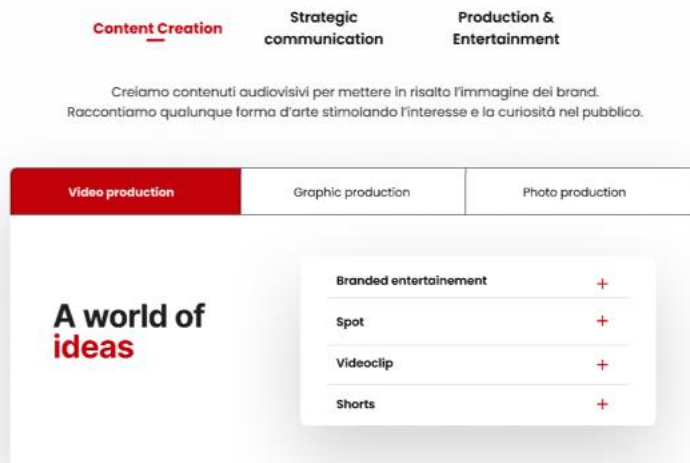 Content Creation
Strategic
communication
Production &
Entertainment
Creiamo contenuti audiovisivi per mettere in risalto l'immagine dei brand.
Raccontiamo qualunque forma d'arte stimolando l'interesse e la curiosità nel pubblico.
Video production
Graphic production
Photo production
A world of
ideas
Branded entertainement +
Spot +
Videoclip +
Shorts +